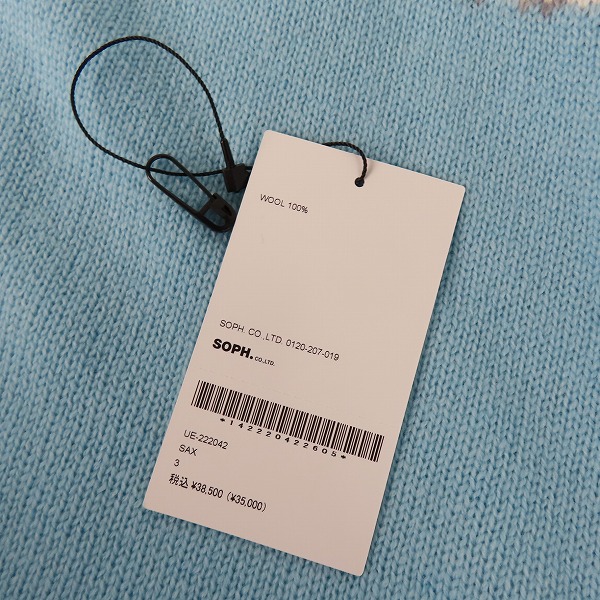 WOOL 100%
SOPH. CO.,LTD. 0120-207-019
SOPH. CO.,LTD.
*142220422605*
UE-222042
SAX
3
税込 ¥38,500 (¥35,000)